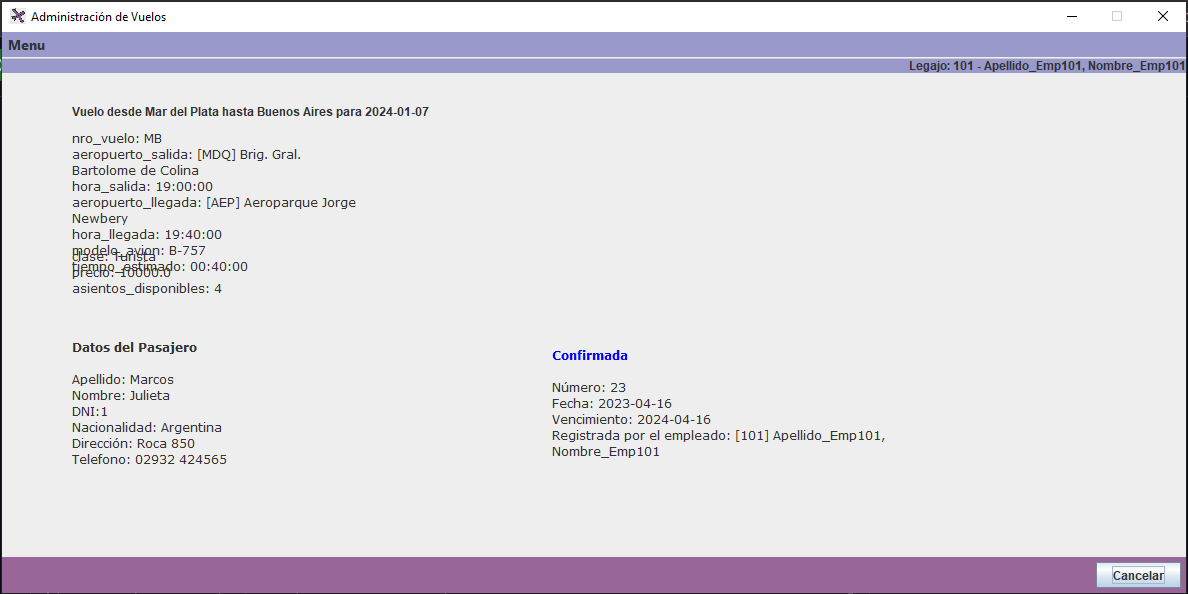 Administración de Vuelos
Menu
Legajo: 101 - Apellido_Emp101, Nombre_Emp101
Vuelo desde Mar del Plata hasta Buenos Aires para 2024-01-07
nro_vuelo: MB
aeropuerto_salida: [MDQ] Brig. Gral.
Bartolome de Colina
hora_salida: 19:00:00
aeropuerto_llegada: [AEP] Aeroparque Jorge
Newbery
hora_llegada: 19:40:00
modelo_avion: B-757
clase: Turista
tiempo_estimado: 00:40:00
precio: 10000.0
asientos_disponibles: 4
Datos del Pasajero
Apellido: Marcos
Nombre: Julieta
DNI:1
Nacionalidad: Argentina
Dirección: Roca 850
Telefono: 02932 424565
Confirmada
Número: 23
Fecha: 2023-04-16
Vencimiento: 2024-04-16
Registrada por el empleado: [101] Apellido_Emp101,
Nombre_Emp101
Cancelar